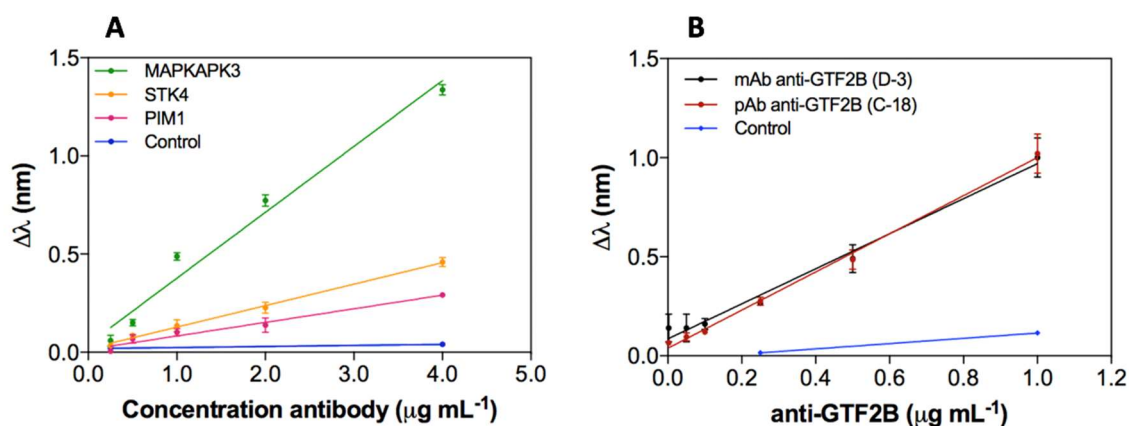 A
1.5
1.0
0.5
0.0
Δλ (nm)
MAPKAPK3
STK4
PIM1
Control
0.0 1.0 2.0 3.0 4.0 5.0
Concentration antibody (μg mL⁻¹)
B
1.5
1.0
0.5
0.0
Δλ (nm)
mAb anti-GTF2B (D-3)
pAb anti-GTF2B (C-18)
Control
0.0 0.2 0.4 0.6 0.8 1.0 1.2
anti-GTF2B (μg mL⁻¹)